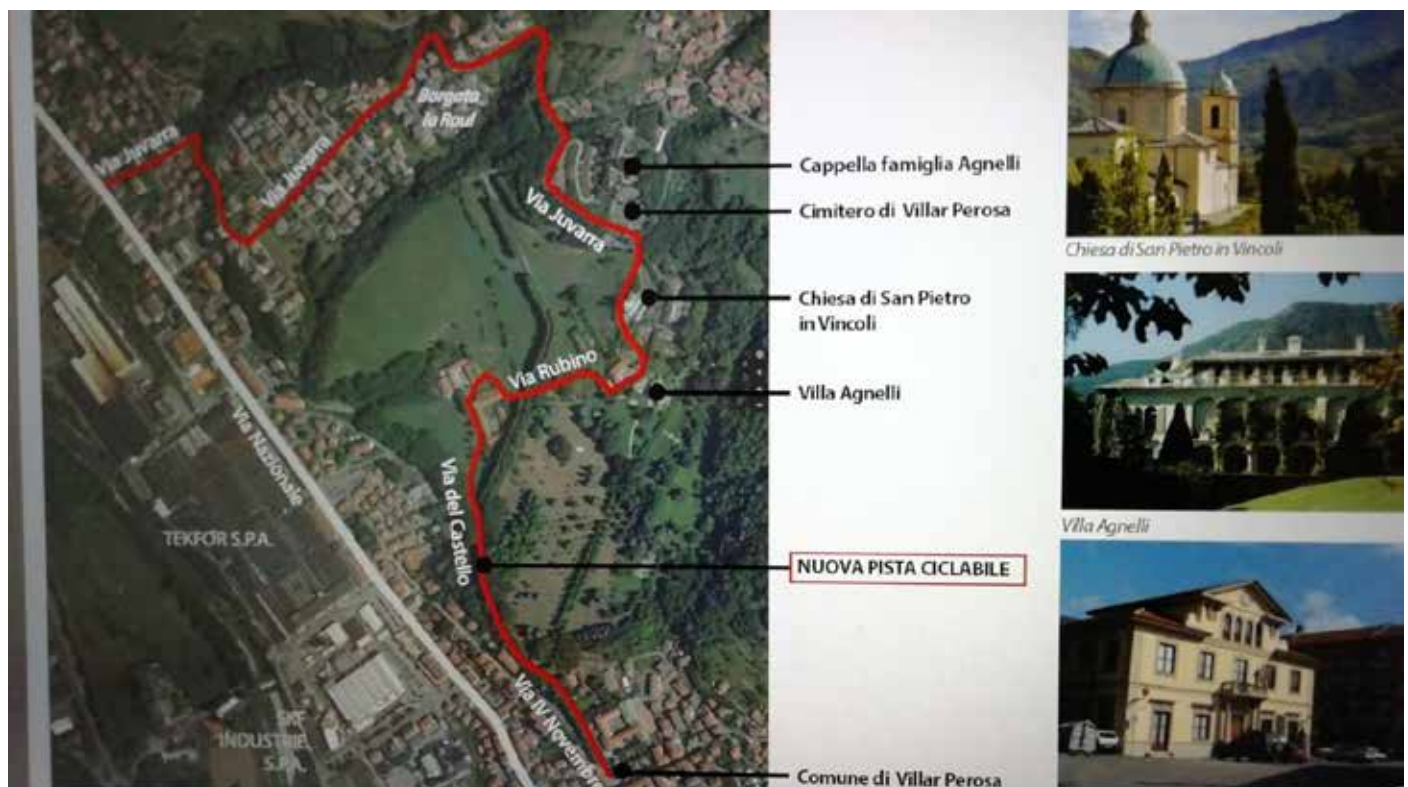 Via Juvarra
Via Juvarra
Borgata
la Roul
Via Juvarra
Via Rubino
Via Nazionale
Via del Castello
TEKFOR S.P.A.
SKF
INDUSTRIE
S.P.A.
Via IV Novembre
Cappella famiglia Agnelli
Cimitero di Villar Perosa
Chiesa di San Pietro
in Vincoli
Villa Agnelli
NUOVA PISTA CICLABILE
Comune di Villar Perosa
Chiesa di San Pietro in Vincoli
Villa Agnelli